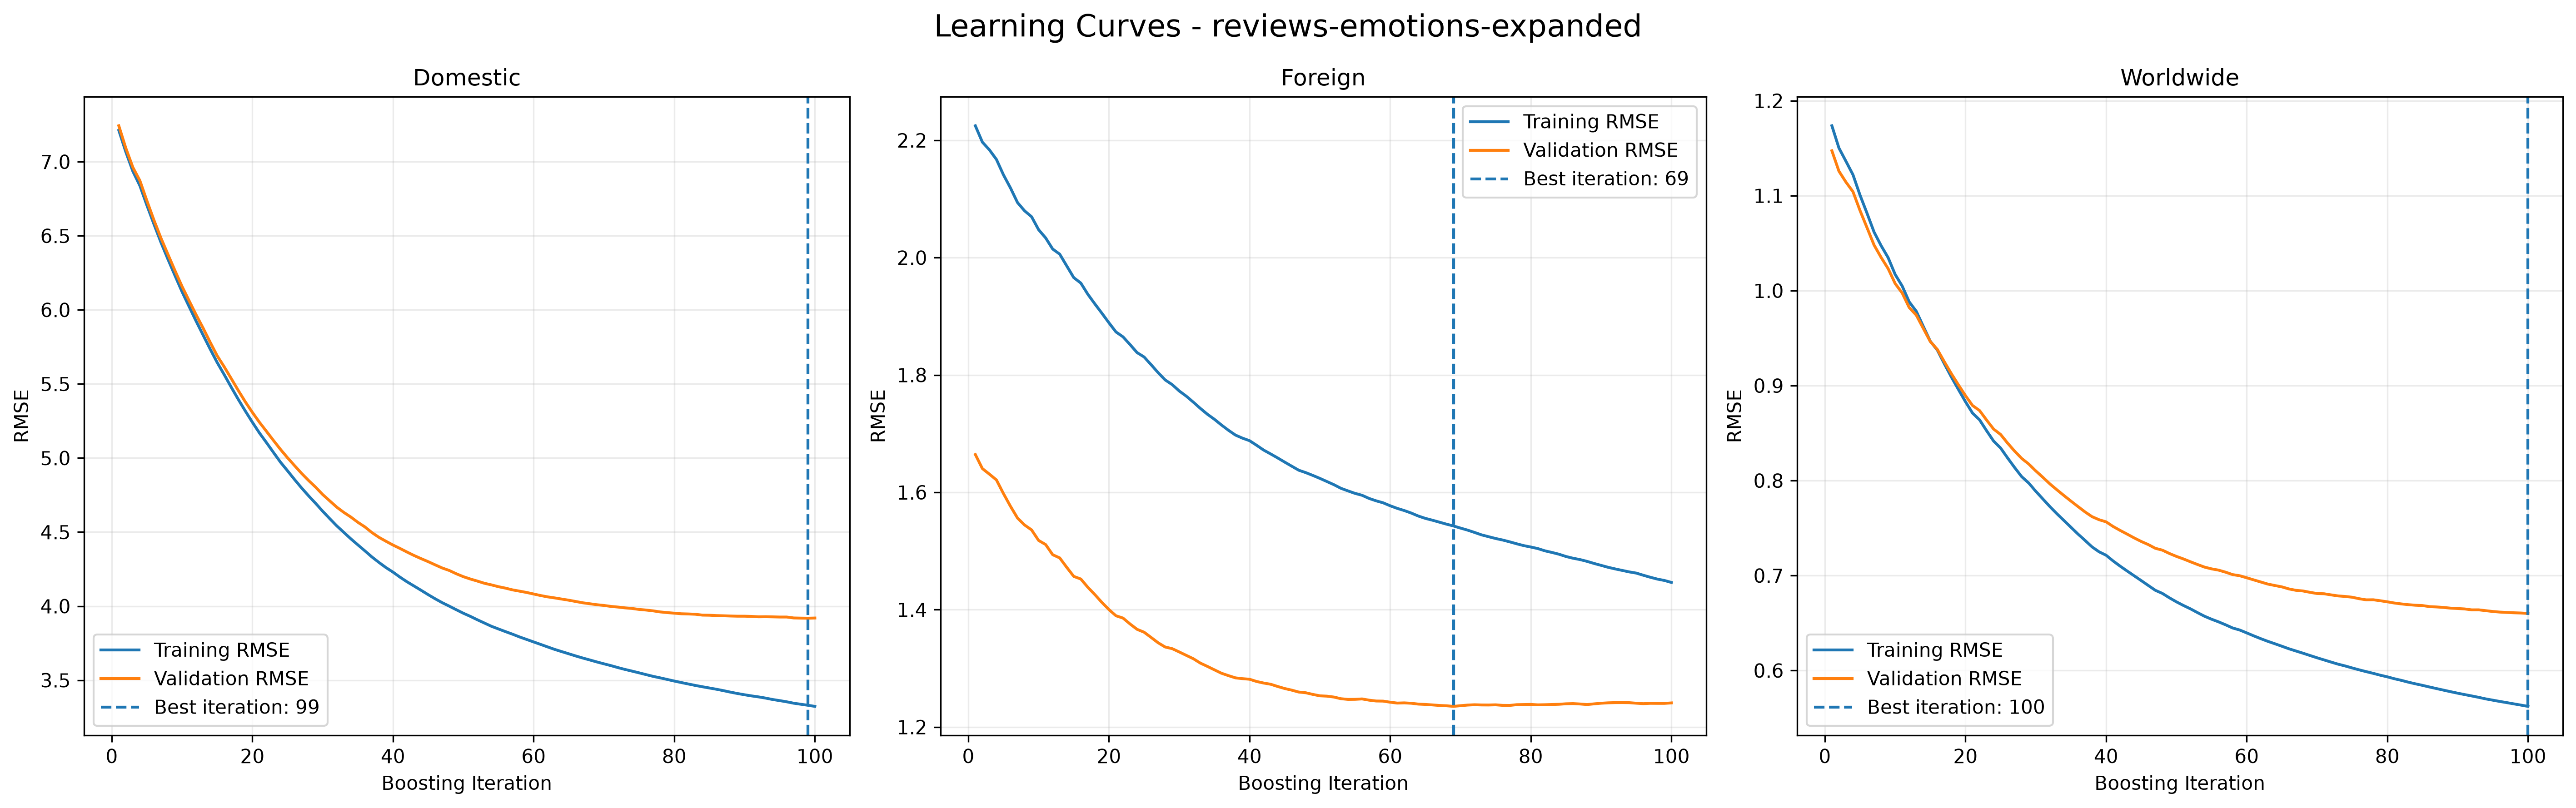 Learning Curves - reviews-emotions-expanded
Domestic
RMSE
7.0
6.5
6.0
5.5
5.0
4.5
4.0
3.5
Training RMSE
Validation RMSE
Best iteration: 99
0 20 40 60 80 100
Boosting Iteration
Foreign
RMSE
2.2
2.0
1.8
1.6
1.4
1.2
Training RMSE
Validation RMSE
Best iteration: 69
0 20 40 60 80 100
Boosting Iteration
Worldwide
RMSE
1.2
1.1
1.0
0.9
0.8
0.7
0.6
Training RMSE
Validation RMSE
Best iteration: 100
0 20 40 60 80 100
Boosting Iteration